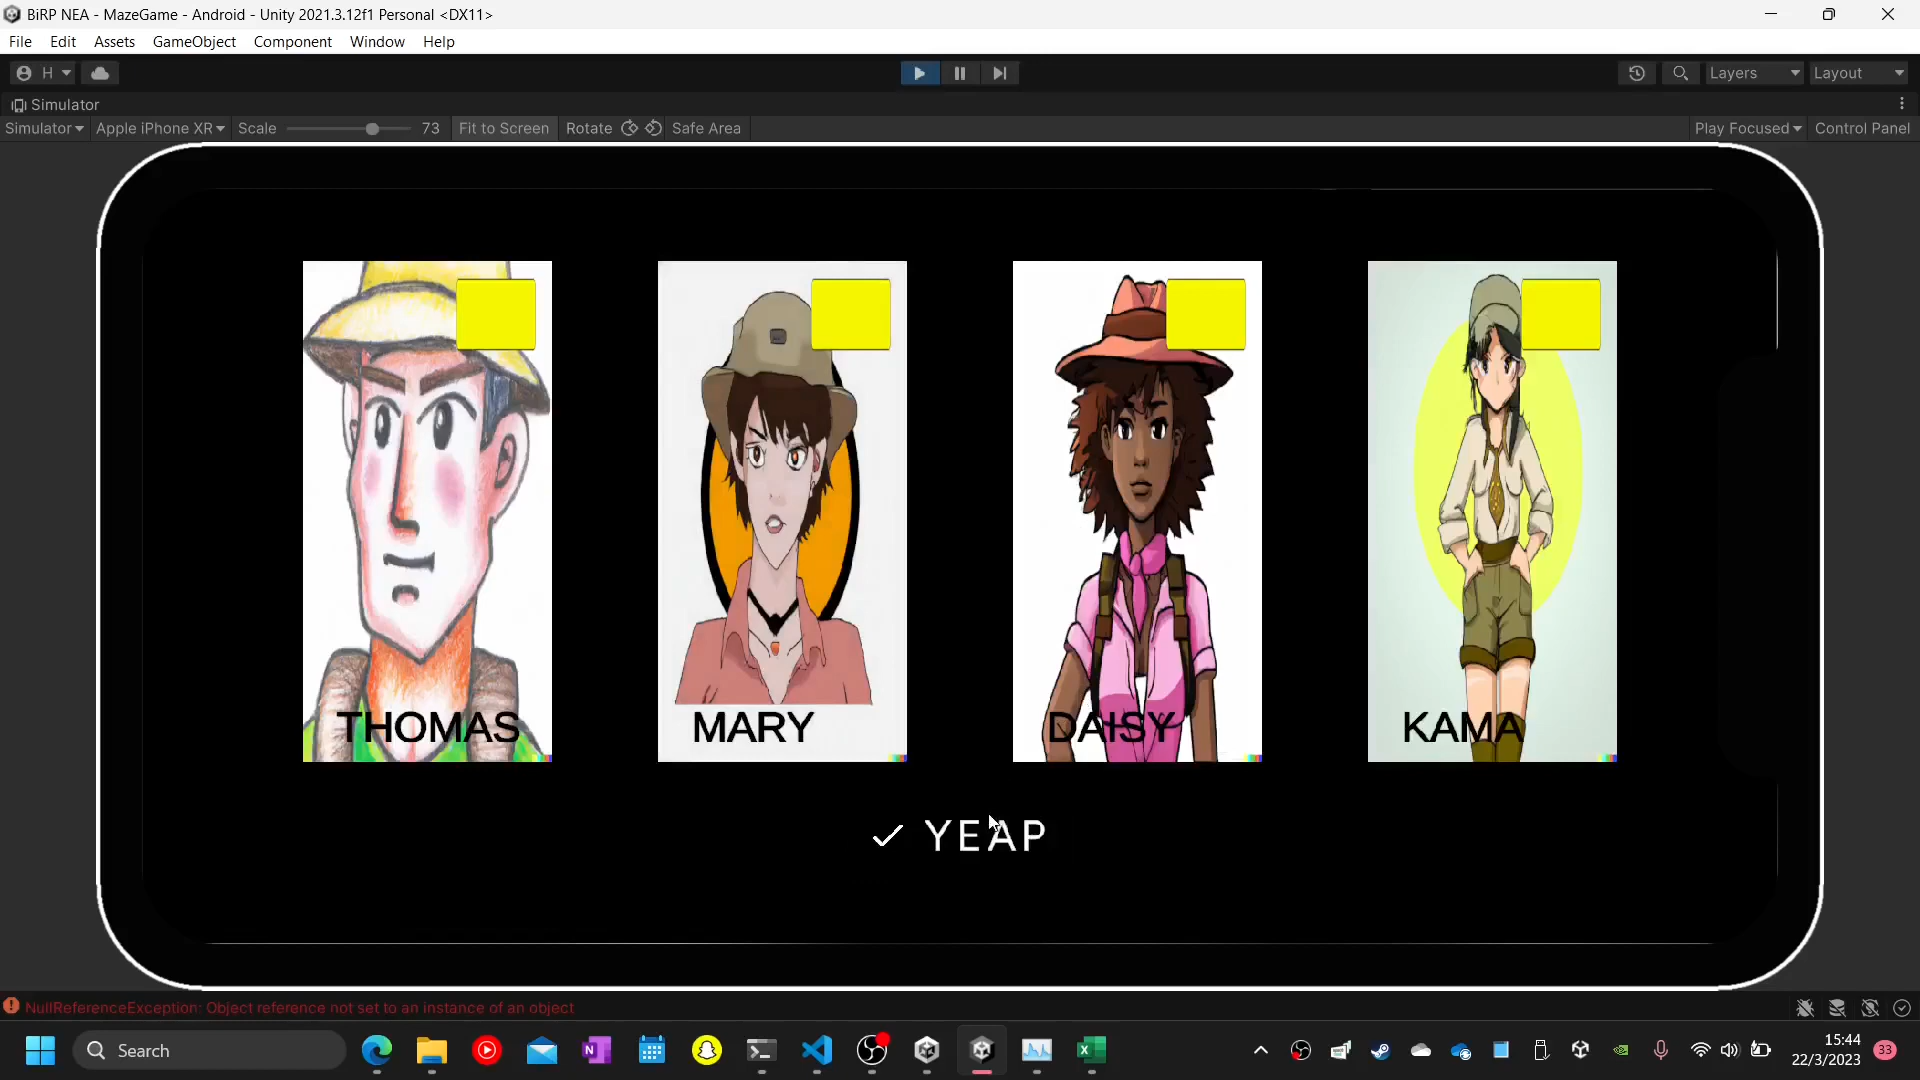 BiRP NEA - MazeGame - Android - Unity 2021.3.12f1 Personal <DX11>
File Edit Assets GameObject Component Window Help
H Layers Layout
Simulator
Simulator Apple iPhone XR Scale 73 Fit to Screen Rotate Safe Area Play Focused Control Panel
THOMAS MARY DAISY KAMA
✓ YEAP
NullReferenceException: Object reference not set to an instance of an object
Search
15:44
22/3/2023 33